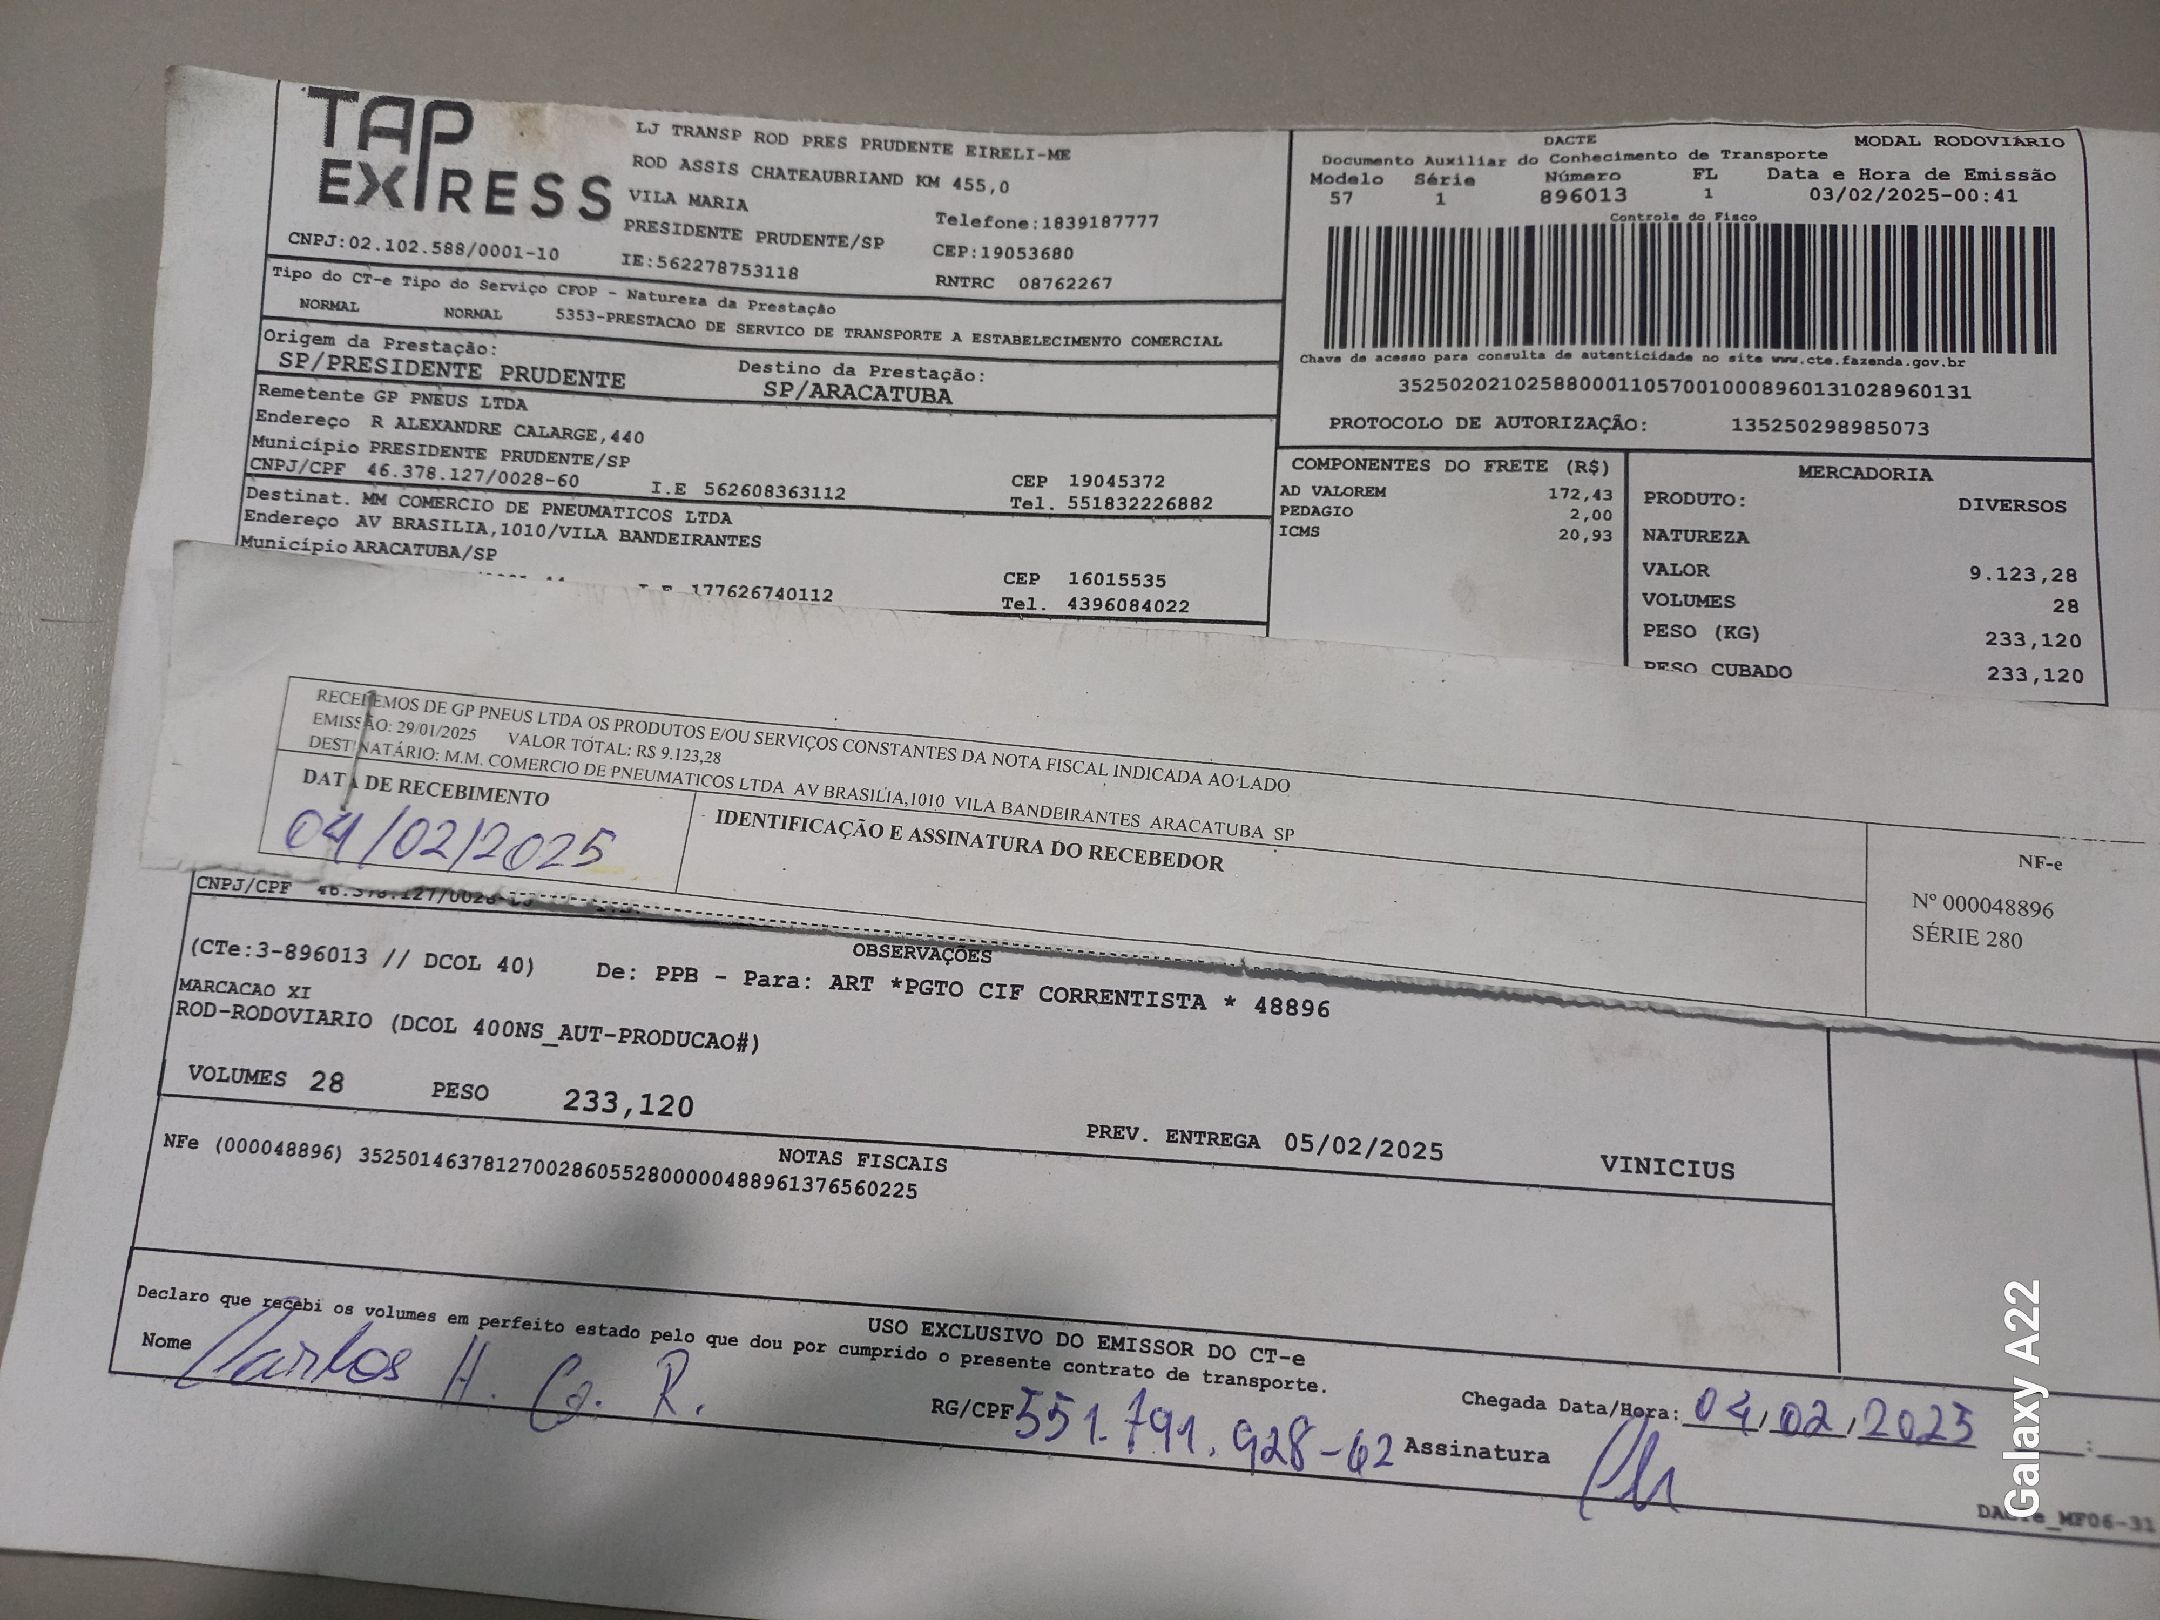 TAP
EXPRESS
LJ TRANSP ROD PRES PRUDENTE EIRELI-ME
ROD ASSIS CHATEAUBRIAND KM 455,0
VILA MARIA
PRESIDENTE PRUDENTE/SP
Telefone:1839187777
CEP:19053680
CNPJ:02.102.588/0001-10
IE:562278753118
RNTRC 08762267
Tipo do CT-e Tipo do Serviço CFOP - Natureza da Prestação
NORMAL NORMAL 5353-PRESTACAO DE SERVICO DE TRANSPORTE A ESTABELECIMENTO COMERCIAL
Origem da Prestação:
SP/PRESIDENTE PRUDENTE
Destino da Prestação:
SP/ARACATUBA
Remetente GP PNEUS LTDA
Endereço R ALEXANDRE CALARGE,440
Município PRESIDENTE PRUDENTE/SP
CNPJ/CPF 46.378.127/0028-60 I.E 562608363112
CEP 19045372
Tel. 551832226882
Destinat. MM COMERCIO DE PNEUMATICOS LTDA
Endereço AV BRASILIA,1010/VILA BANDEIRANTES
Município ARACATUBA/SP
177626740112
CEP 16015535
Tel. 4396084022
DACTE
MODAL RODOVIÁRIO
Documento Auxiliar do Conhecimento de Transporte
Modelo Série Número FL Data e Hora de Emissão
57 1 896013 1 03/02/2025-00:41
Controle do Fisco
Chave de acesso para consulta de autenticidade no site www.cte.fazenda.gov.br
35250202102588000110570010008960131028960131
PROTOCOLO DE AUTORIZAÇÃO: 135250298985073
COMPONENTES DO FRETE (R$)
AD VALOREM 172,43
PEDAGIO 2,00
ICMS 20,93
MERCADORIA
PRODUTO: DIVERSOS
NATUREZA
VALOR 9.123,28
VOLUMES 28
PESO (KG) 233,120
PESO CUBADO 233,120
RECEBEMOS DE GP PNEUS LTDA OS PRODUTOS E/OU SERVIÇOS CONSTANTES DA NOTA FISCAL INDICADA AO LADO
EMISSÃO: 29/01/2025 VALOR TOTAL: R$ 9.123,28
DESTINATÁRIO: M.M. COMERCIO DE PNEUMATICOS LTDA AV BRASILIA,1010 VILA BANDEIRANTES ARACATUBA SP
DATA DE RECEBIMENTO
04/02/2025
IDENTIFICAÇÃO E ASSINATURA DO RECEBEDOR
NF-e
Nº 000048896
SÉRIE 280
CNPJ/CPF 46.378.127/0028-
OBSERVAÇÕES
(CTe:3-896013 // DCOL 40) De: PPB - Para: ART *PGTO CIF CORRENTISTA * 48896
MARCACAO XI
ROD-RODOVIARIO (DCOL 400NS_AUT-PRODUCAO#)
VOLUMES 28 PESO 233,120
PREV. ENTREGA 05/02/2025 VINICIUS
NOTAS FISCAIS
NFe (000048896) 35250146378127002860552800000488961376560225
USO EXCLUSIVO DO EMISSOR DO CT-e
Declaro que recebi os volumes em perfeito estado pelo que dou por cumprido o presente contrato de transporte.
Nome Carlos H. G. R.
RG/CPF 551.791.928-62
Chegada Data/Hora: 04/02/2025
Assinatura
DACTe_MF06-31
Galaxy A22